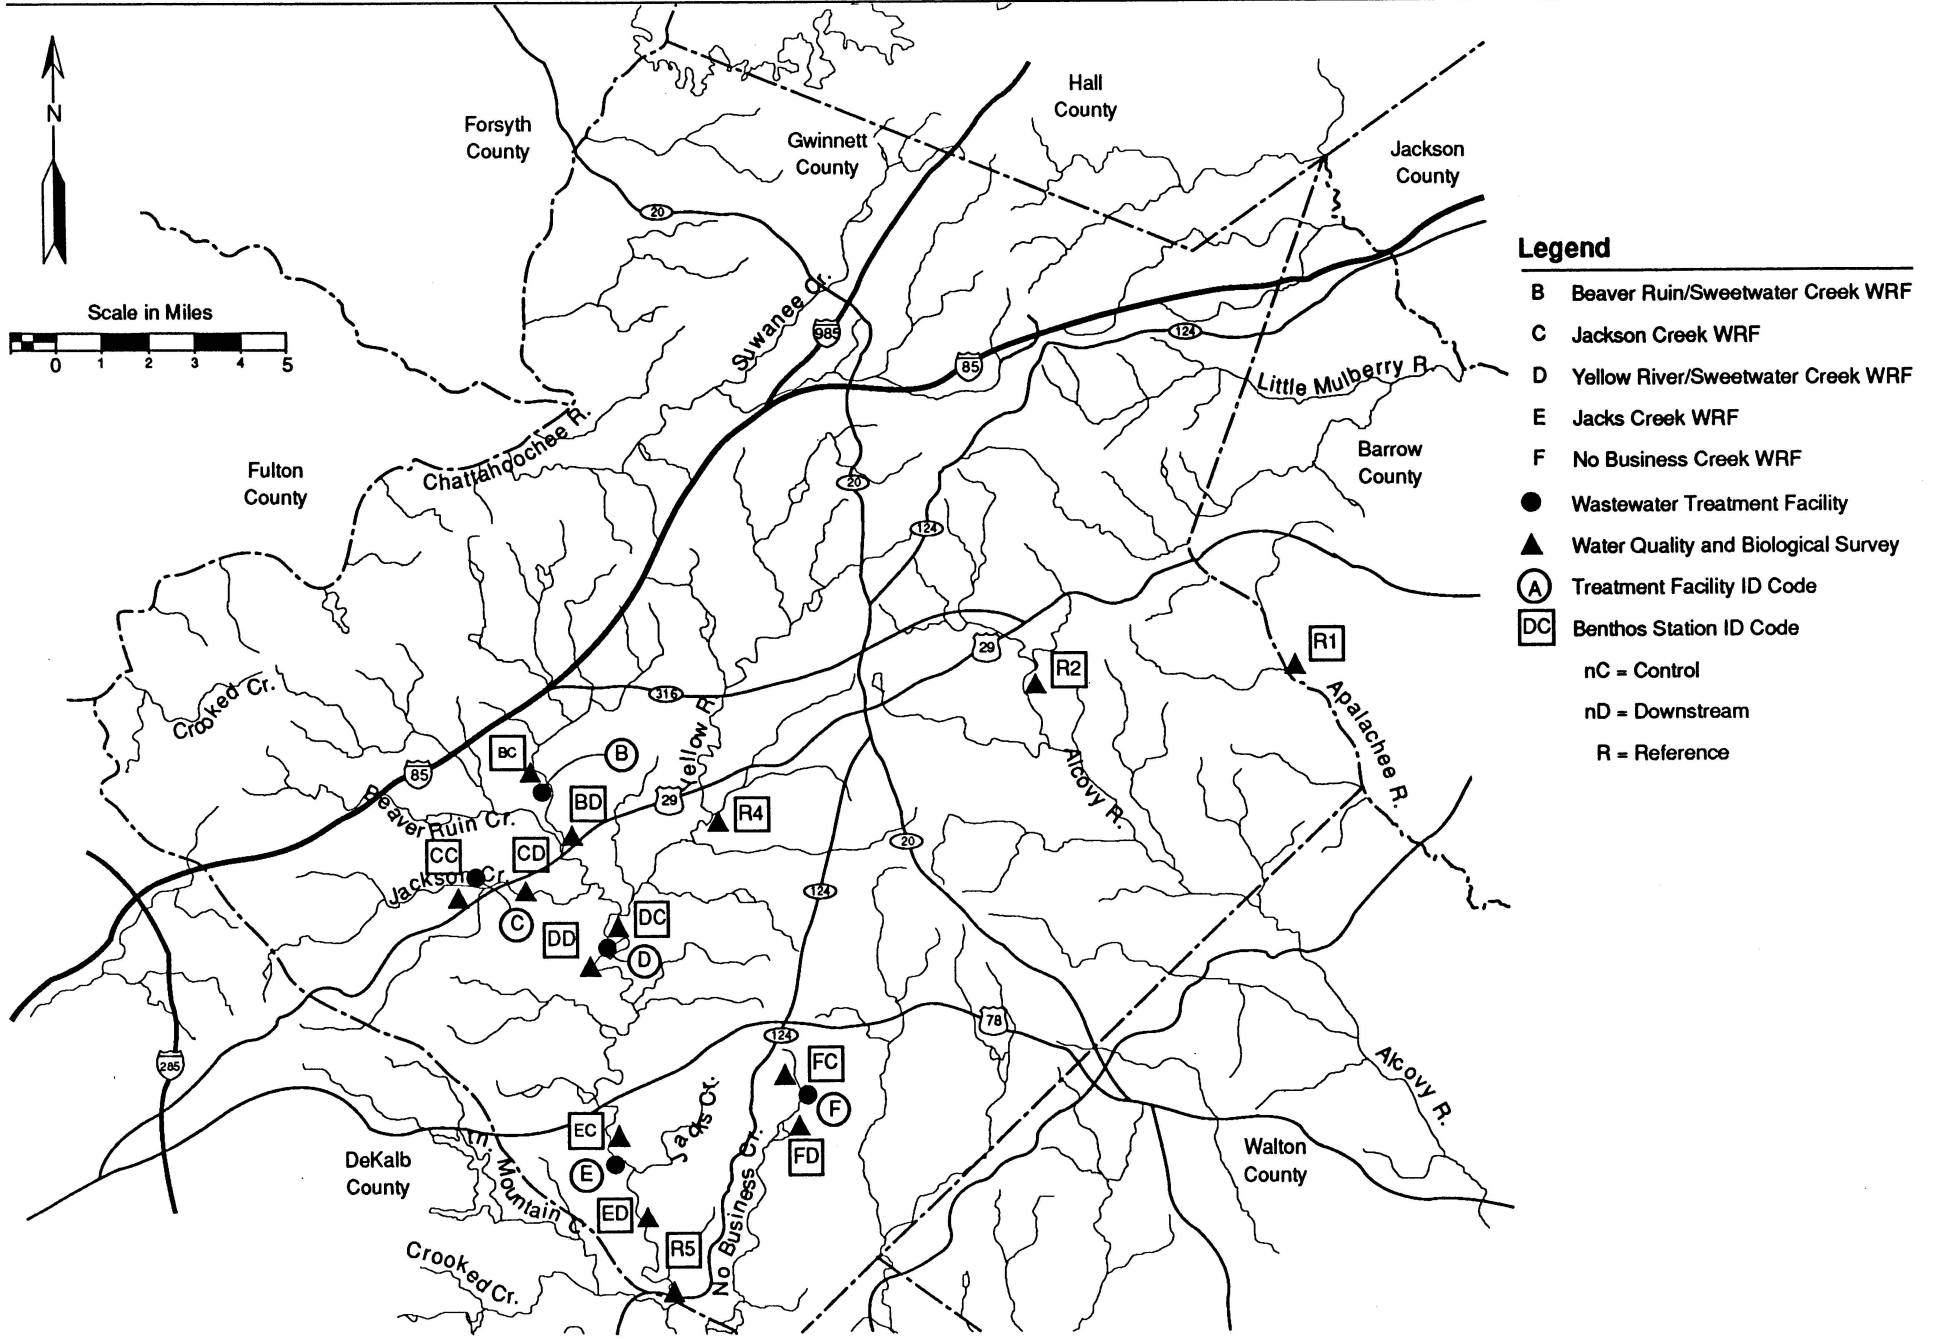 N
Scale in Miles
0 1 2 3 4 5
Forsyth
County
Gwinnett
County
Hall
County
Jackson
County
20
Suwanee Cr.
985
85
124
Little Mulberry R.
Chattahoochee R.
Fulton
County
Barrow
County
20
124
29
R2
R1
316
Crooked Cr.
Yellow R.
Apalachee R.
BC
B
85
Alcovy R.
Beaver Ruin Cr.
BD
29
R4
20
CC
CD
Jackson Cr.
124
C
DC
DD
D
78
124
285
FC
F
Alcovy R.
EC
Jacks Cr.
FD
E. Mountain C
DeKalb
County
E
Walton
County
ED
No Business Cr.
R5
Crooked Cr.
Legend
B Beaver Ruin/Sweetwater Creek WRF
C Jackson Creek WRF
D Yellow River/Sweetwater Creek WRF
E Jacks Creek WRF
F No Business Creek WRF
Wastewater Treatment Facility
Water Quality and Biological Survey
A Treatment Facility ID Code
DC Benthos Station ID Code
nC = Control
nD = Downstream
R = Reference